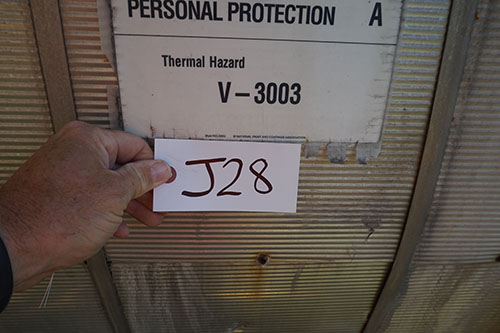 PERSONAL PROTECTION A
Thermal Hazard
V-3003
J28